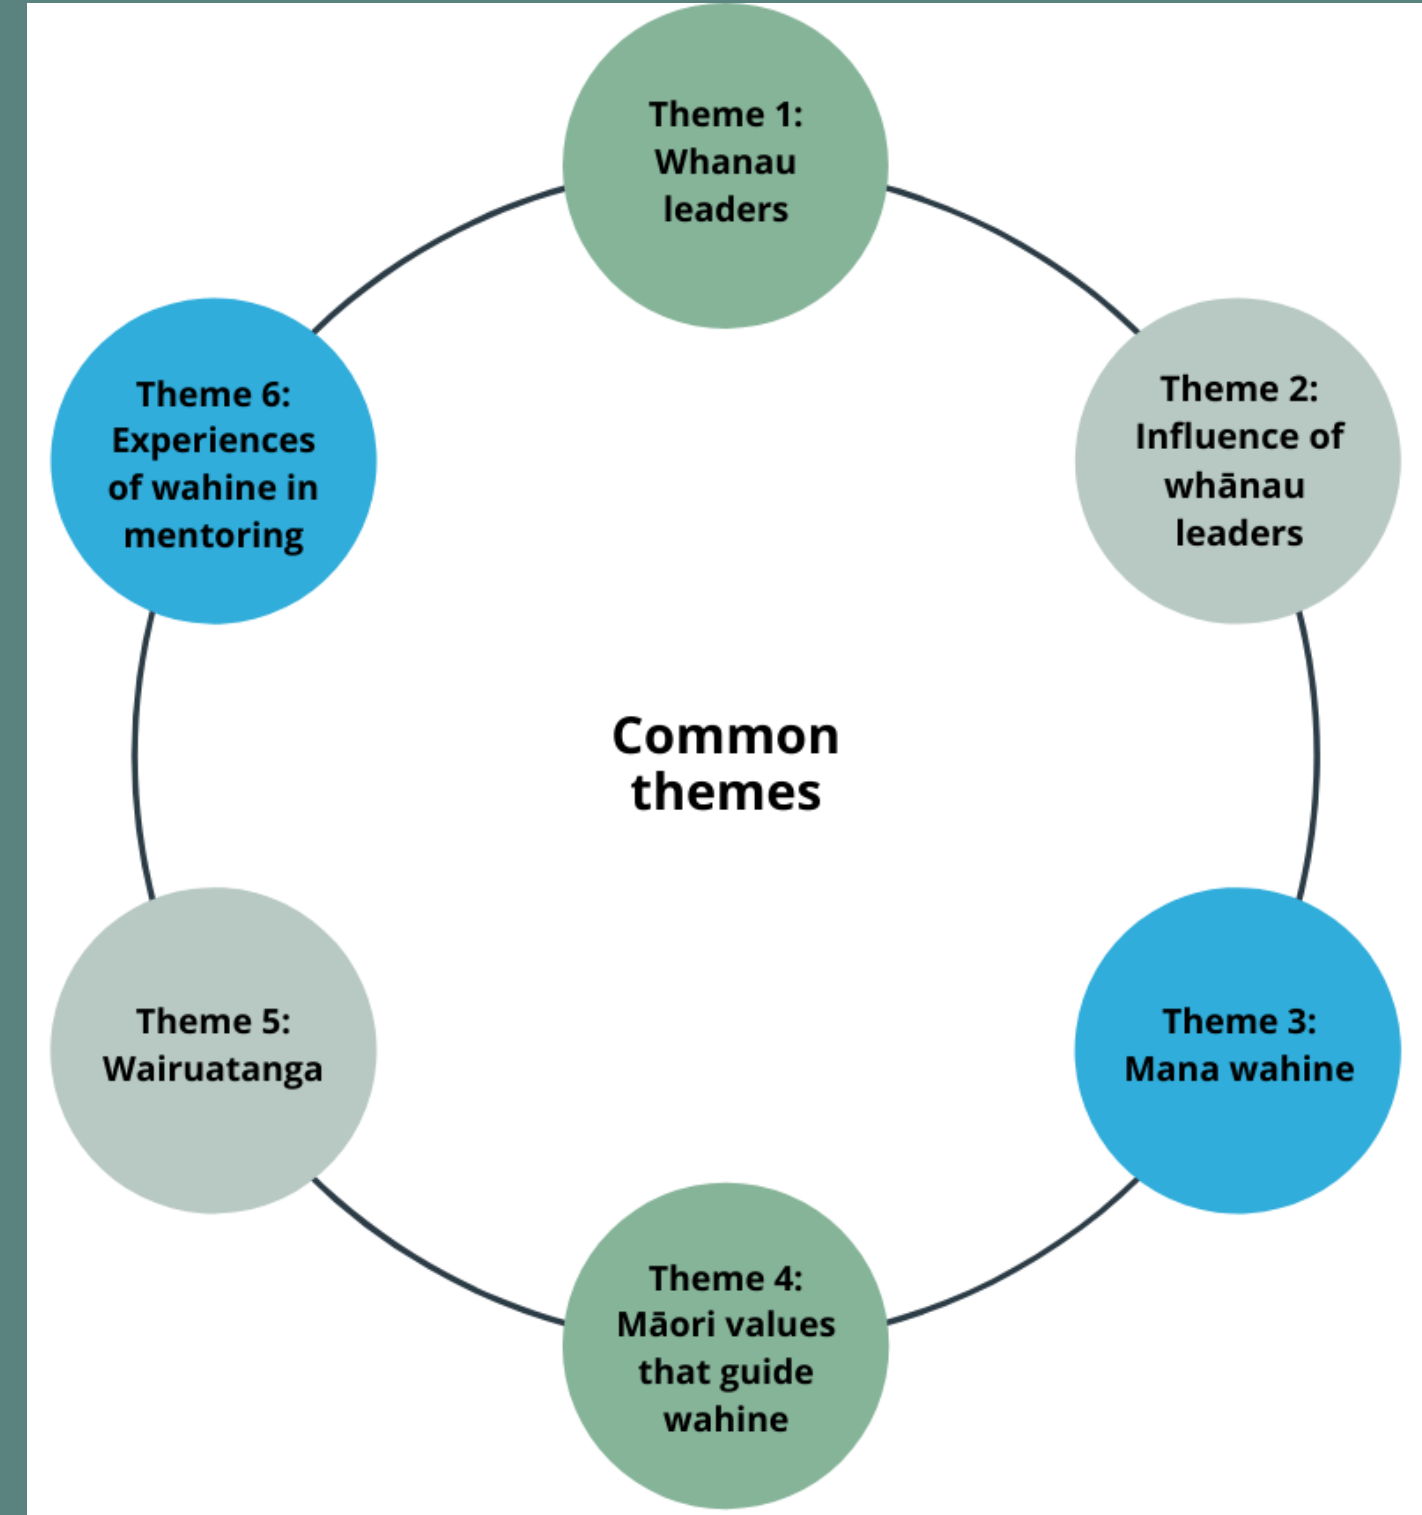 Theme 1:
Whanau
leaders
Theme 2:
Influence of
whānau
leaders
Theme 3:
Mana wahine
Theme 4:
Māori values
that guide
wahine
Theme 5:
Wairuatanga
Theme 6:
Experiences
of wahine in
mentoring
Common
themes